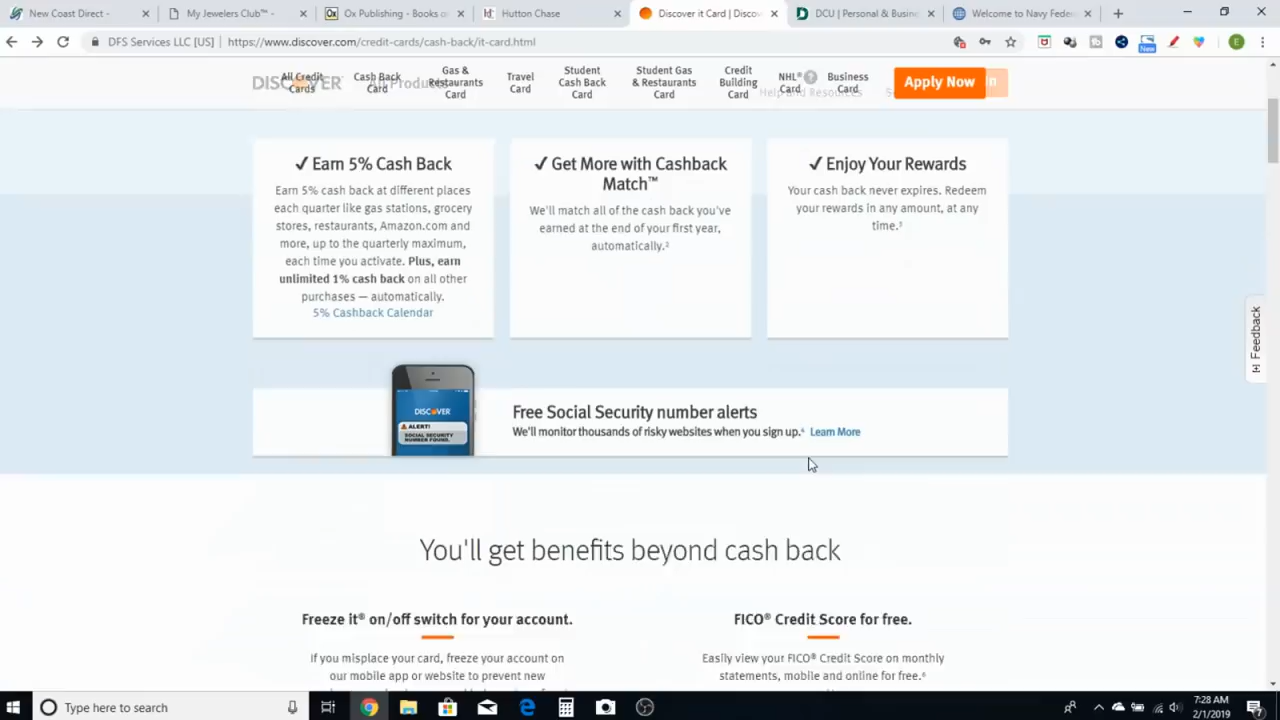 New Coast Direct -
My Jewelers Club™ -
Ox Publishing - Books o
Hutton Chase
Discover it Card | Disco
DCU | Personal & Busin
Welcome to Navy Feder
DFS Services LLC [US] | https://www.discover.com/credit-cards/cash-back/it-card.html
New
E
DISCOVER
All Products
All Credit
Cards
Cash Back
Card
Gas &
Restaurants
Card
Travel
Card
Student
Cash Back
Card
Student Gas
& Restaurants
Card
Credit
Building
Card
NHL®
Card
Business
Card
Help and Resources
Apply Now
✓ Earn 5% Cash Back
Earn 5% cash back at different places
each quarter like gas stations, grocery
stores, restaurants, Amazon.com and
more, up to the quarterly maximum,
each time you activate. Plus, earn
unlimited 1% cash back on all other
purchases — automatically.
5% Cashback Calendar
✓ Get More with Cashback
Match™
We'll match all of the cash back you've
earned at the end of your first year,
automatically.²
✓ Enjoy Your Rewards
Your cash back never expires. Redeem
your rewards in any amount, at any
time.³
Feedback
DISCOVER
ALERT!
SOCIAL SECURITY
NUMBER FOUND.
Free Social Security number alerts
We'll monitor thousands of risky websites when you sign up.⁴ Learn More
You'll get benefits beyond cash back
Freeze it® on/off switch for your account.
If you misplace your card, freeze your account on
our mobile app or website to prevent new
FICO® Credit Score for free.
Easily view your FICO® Credit Score on monthly
statements, mobile and online for free.⁶
Type here to search
7:28 AM
2/1/2019